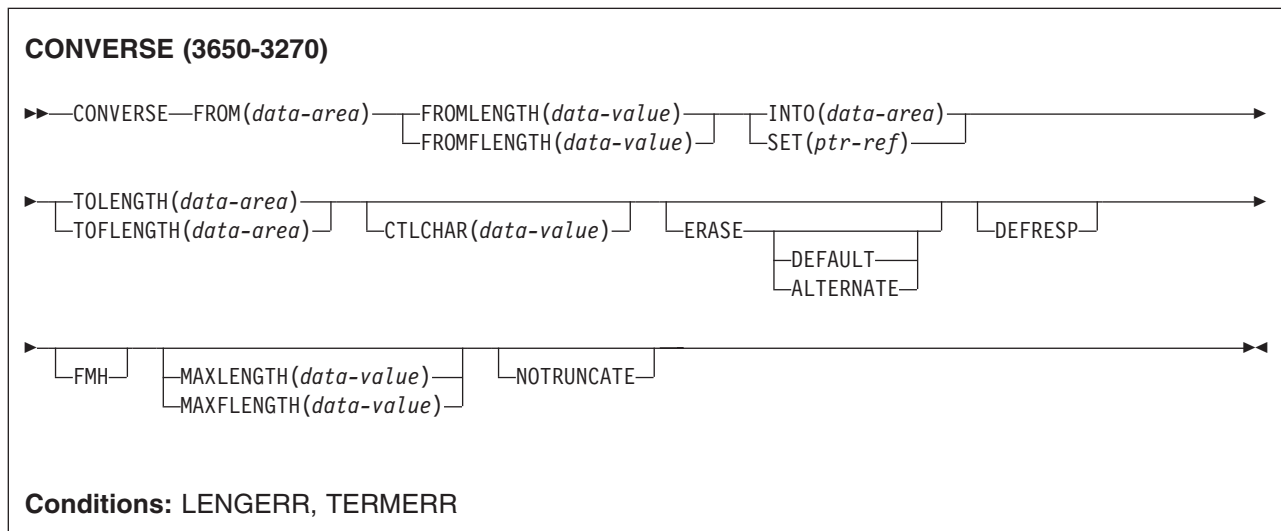 CONVERSE (3650-3270)
CONVERSE FROM(data-area) FROMLENGTH(data-value) INTO(data-area)
FROMFLENGTH(data-value) SET(ptr-ref)
TOLENGTH(data-area)
TOFLENGTH(data-area) CTLCHAR(data-value) ERASE DEFRESP
DEFAULT
ALTERNATE
FMH MAXLENGTH(data-value) NOTRUNCATE
MAXFLENGTH(data-value)
Conditions: LENGERR, TERMERR